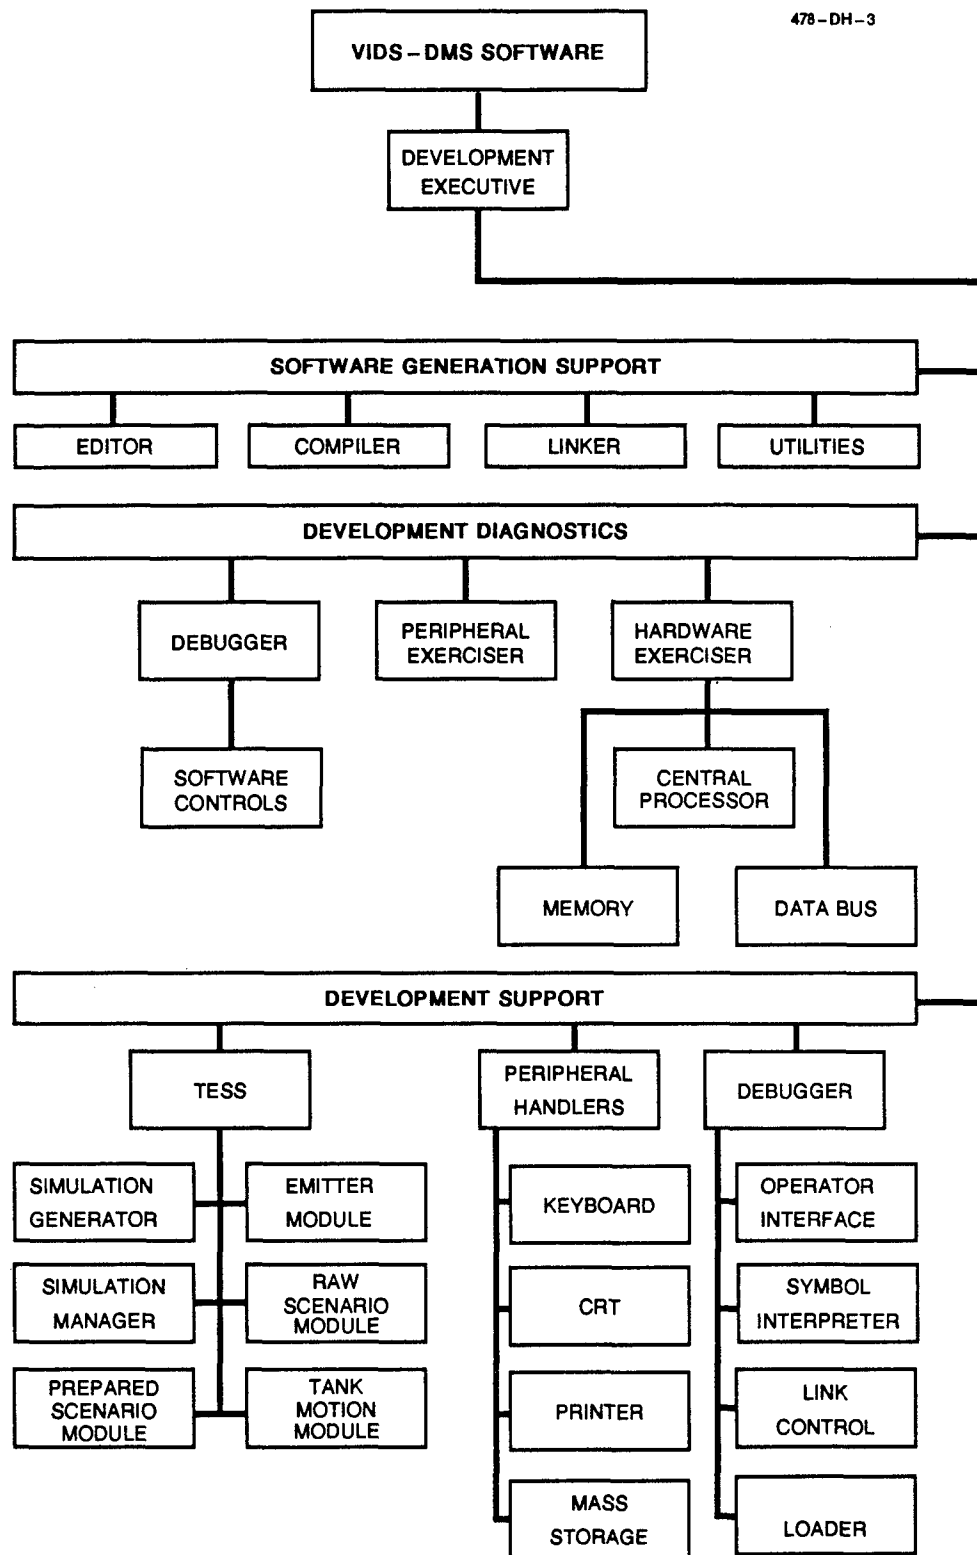 478-DH-3
VIDS-DMS SOFTWARE
DEVELOPMENT
EXECUTIVE
SOFTWARE GENERATION SUPPORT
EDITOR
COMPILER
LINKER
UTILITIES
DEVELOPMENT DIAGNOSTICS
DEBUGGER
PERIPHERAL
EXERCISER
HARDWARE
EXERCISER
SOFTWARE
CONTROLS
CENTRAL
PROCESSOR
MEMORY
DATA BUS
DEVELOPMENT SUPPORT
TESS
PERIPHERAL
HANDLERS
DEBUGGER
SIMULATION
GENERATOR
EMITTER
MODULE
KEYBOARD
OPERATOR
INTERFACE
SIMULATION
MANAGER
RAW
SCENARIO
MODULE
CRT
SYMBOL
INTERPRETER
PREPARED
SCENARIO
MODULE
TANK
MOTION
MODULE
PRINTER
LINK
CONTROL
MASS
STORAGE
LOADER